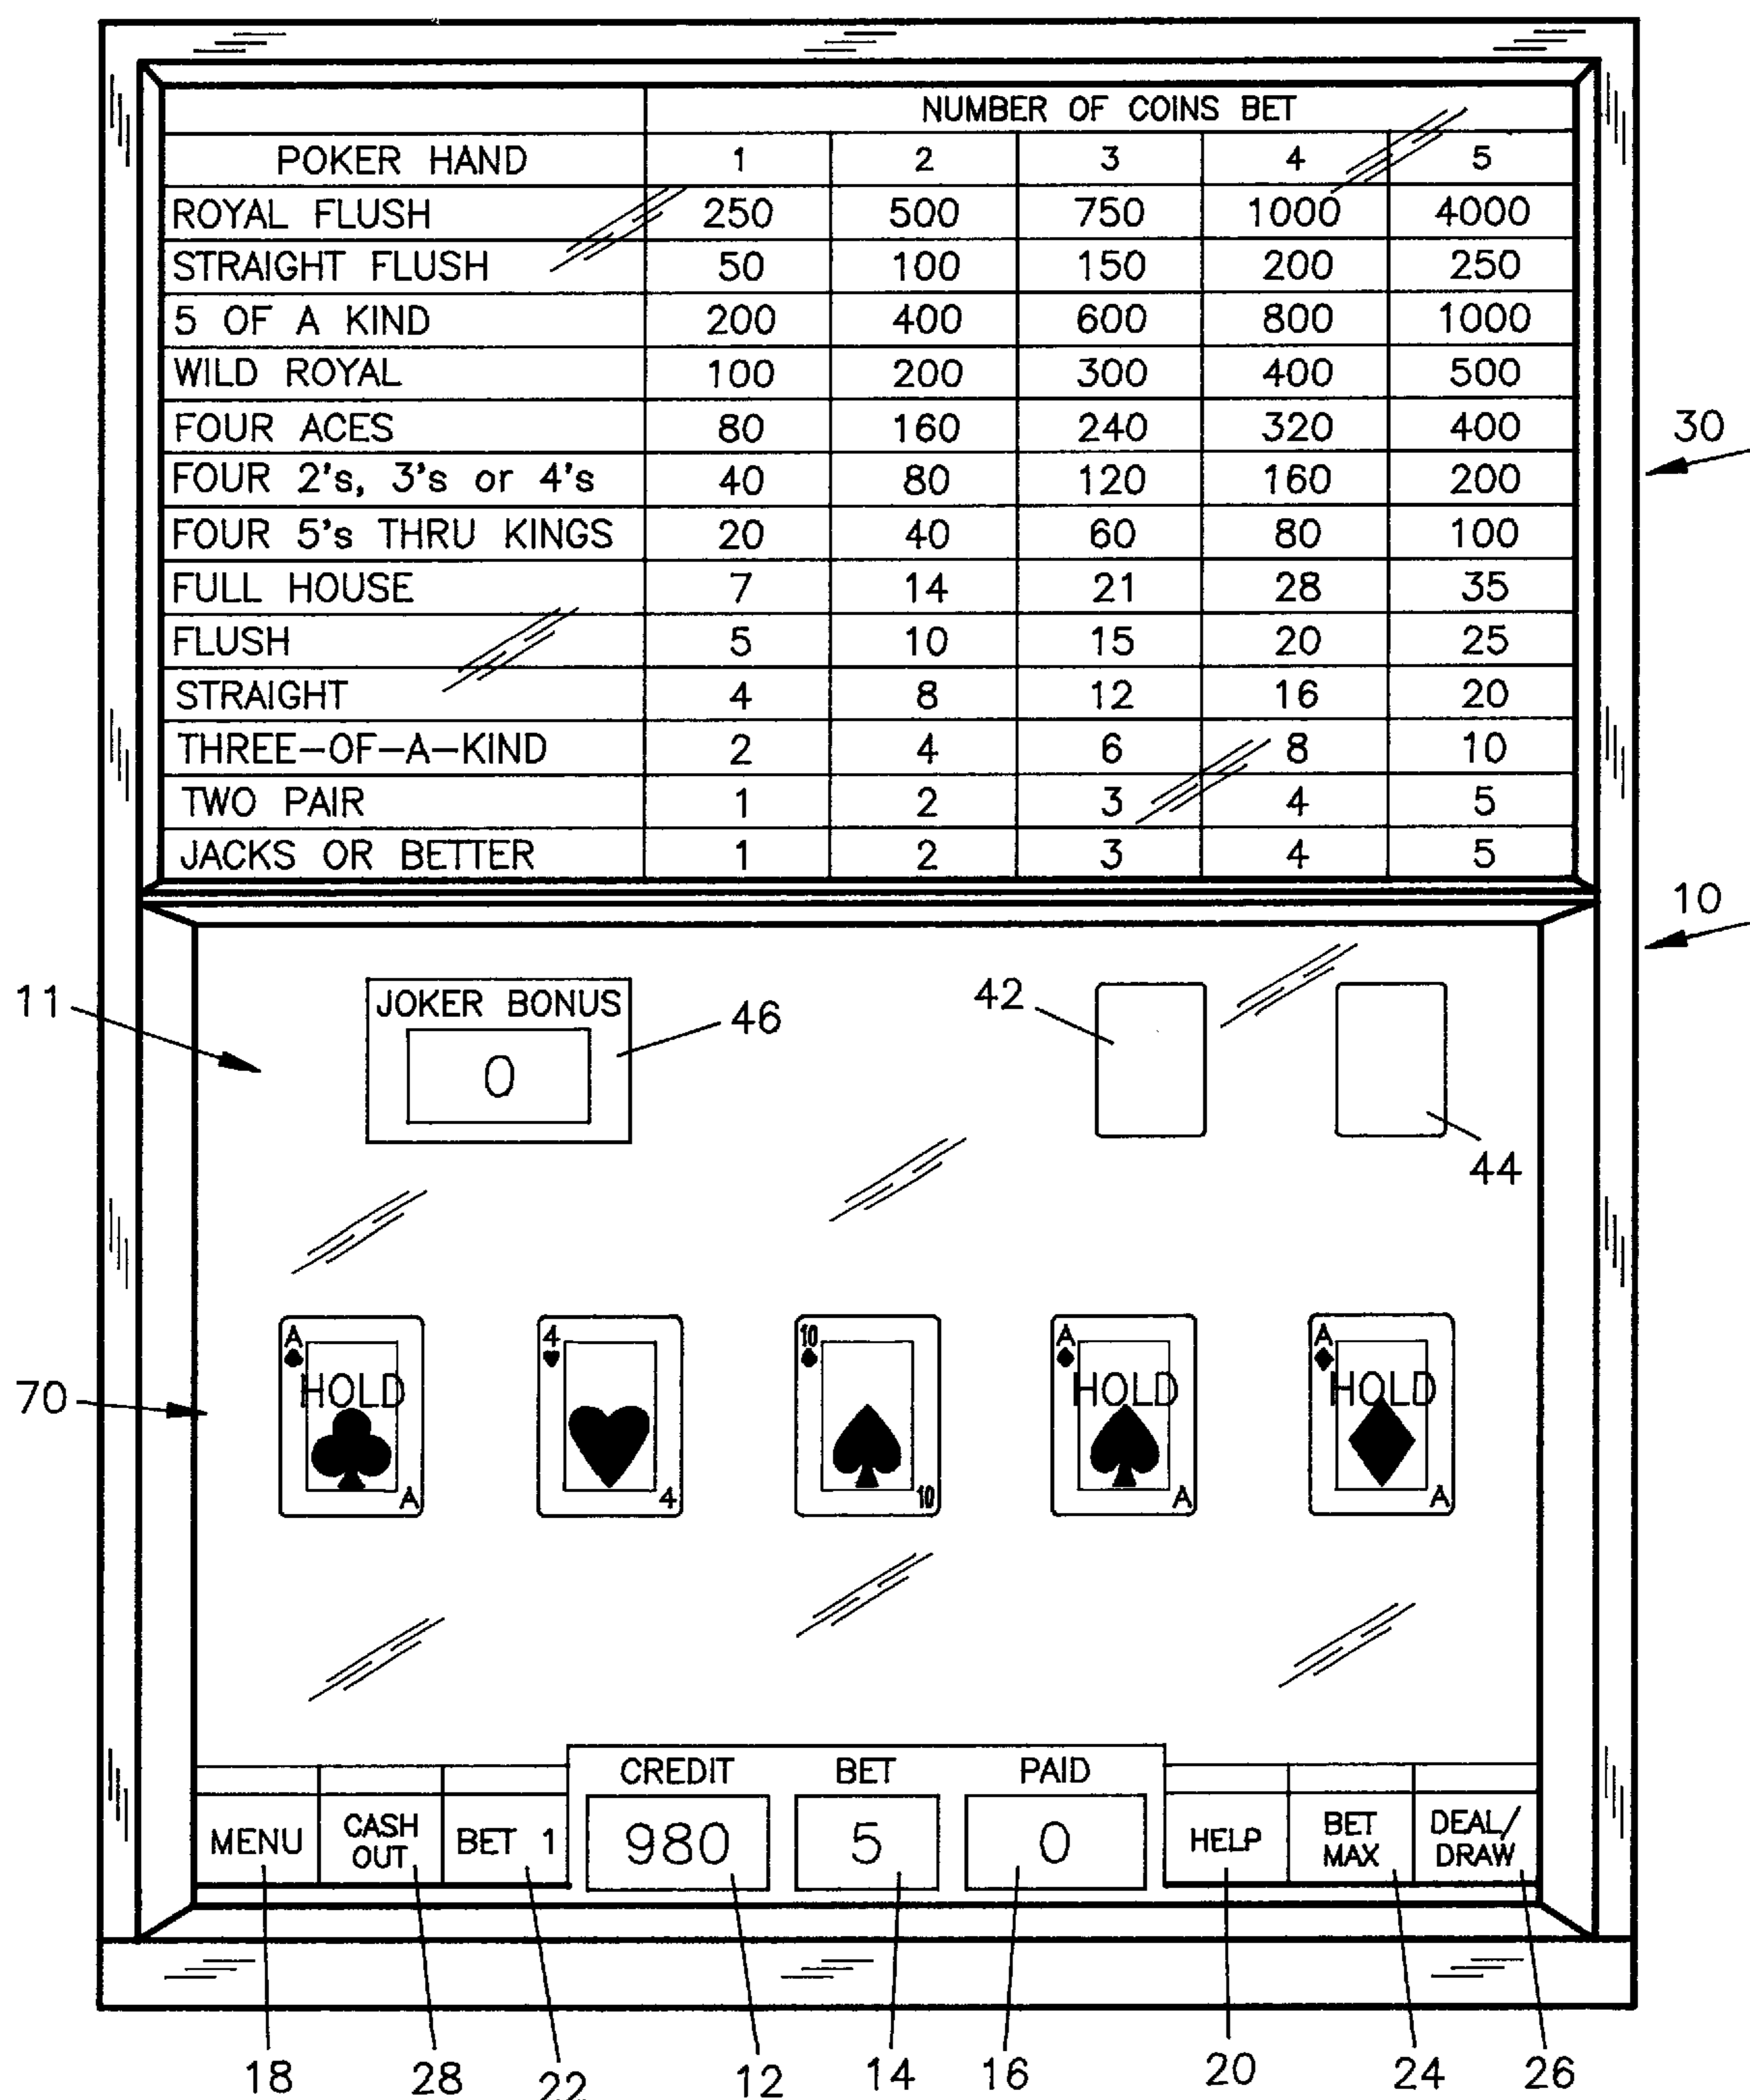 NUMBER OF COINS BET
POKER HAND 1 2 3 4 5
ROYAL FLUSH 250 500 750 1000 4000
STRAIGHT FLUSH 50 100 150 200 250
5 OF A KIND 200 400 600 800 1000
WILD ROYAL 100 200 300 400 500
FOUR ACES 80 160 240 320 400
30
FOUR 2's, 3's or 4's 40 80 120 160 200
FOUR 5's THRU KINGS 20 40 60 80 100
FULL HOUSE 7 14 21 28 35
FLUSH 5 10 15 20 25
STRAIGHT 4 8 12 16 20
THREE-OF-A-KIND 2 4 6 8 10
TWO PAIR 1 2 3 4 5
JACKS OR BETTER 1 2 3 4 5
10
11
JOKER BONUS
0
46
42
44
70
A HOLD A
4 4
10 10
A HOLD A
A HOLD A
CREDIT BET PAID
MENU
CASH OUT
BET 1
980
5
0
HELP
BET MAX
DEAL/ DRAW
18 28 22 12 14 16 20 24 26